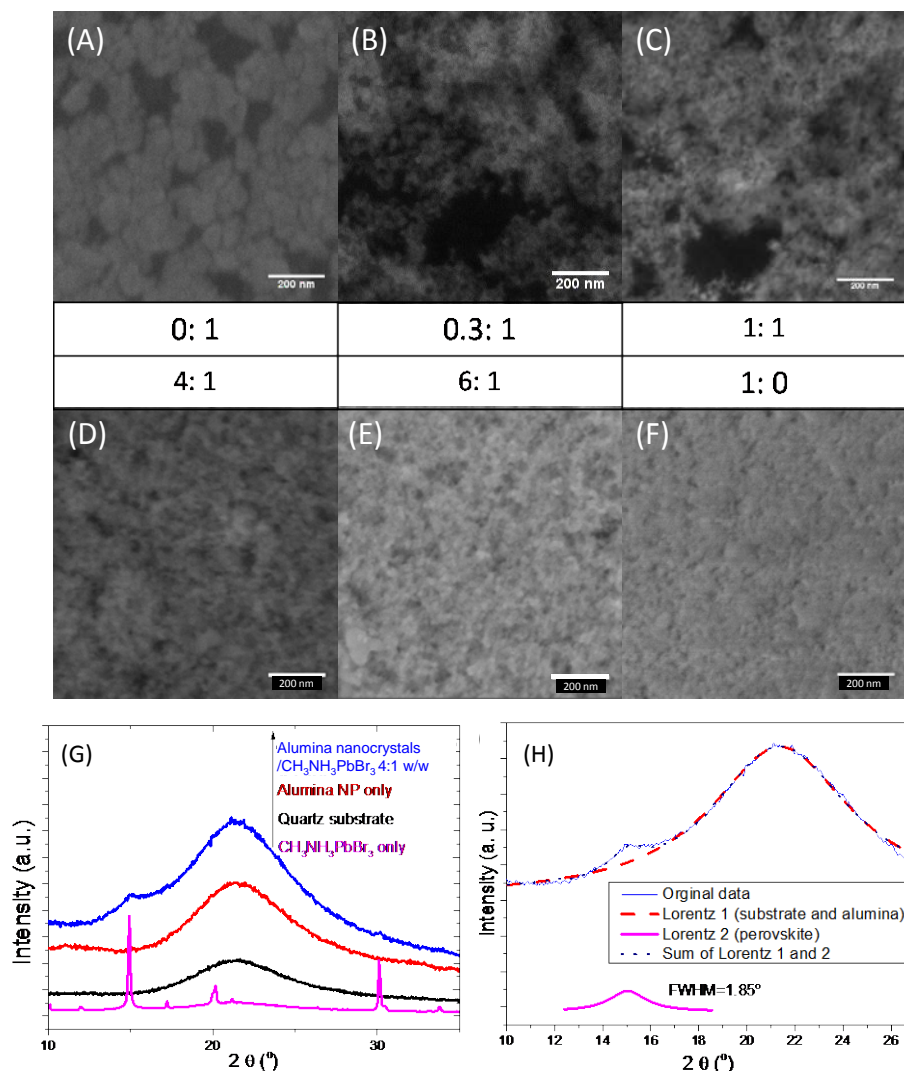 (A) (B) (C)
200 nm 200 nm 200 nm
0: 1 0.3: 1 1: 1
4: 1 6: 1 1: 0
(D) (E) (F)
200 nm 200 nm 200 nm
(G)
Alumina nanocrystals
/CH₃NH₃PbBr₃ 4:1 w/w
Alumina NP only
Quartz substrate
CH₃NH₃PbBr₃ only
Intensity (a.u.)
10 20 30
2 θ (º)
(H)
Intensity (a.u.)
Orginal data
Lorentz 1 (substrate and alumina)
Lorentz 2 (perovskite)
Sum of Lorentz 1 and 2
FWHM=1.85º
10 12 14 16 18 20 22 24 26
2 θ (º)